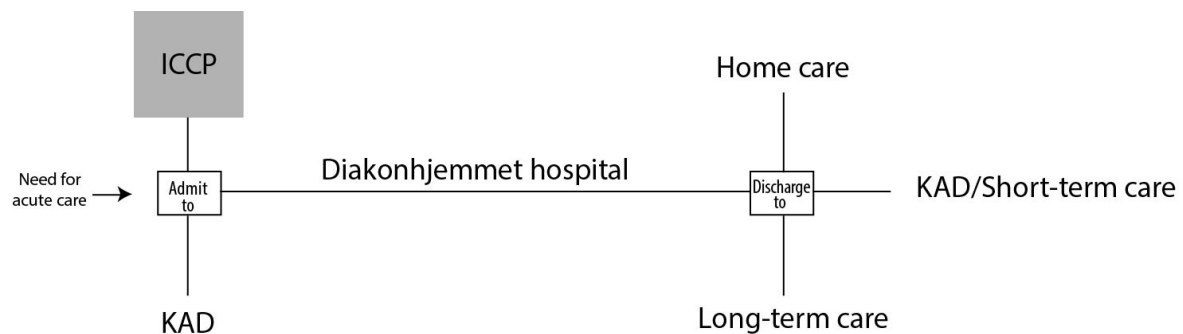 ICCP
Home care
Need for
acute care
Admit
to
Diakonhjemmet hospital
Discharge
to
KAD/Short-term care
KAD
Long-term care